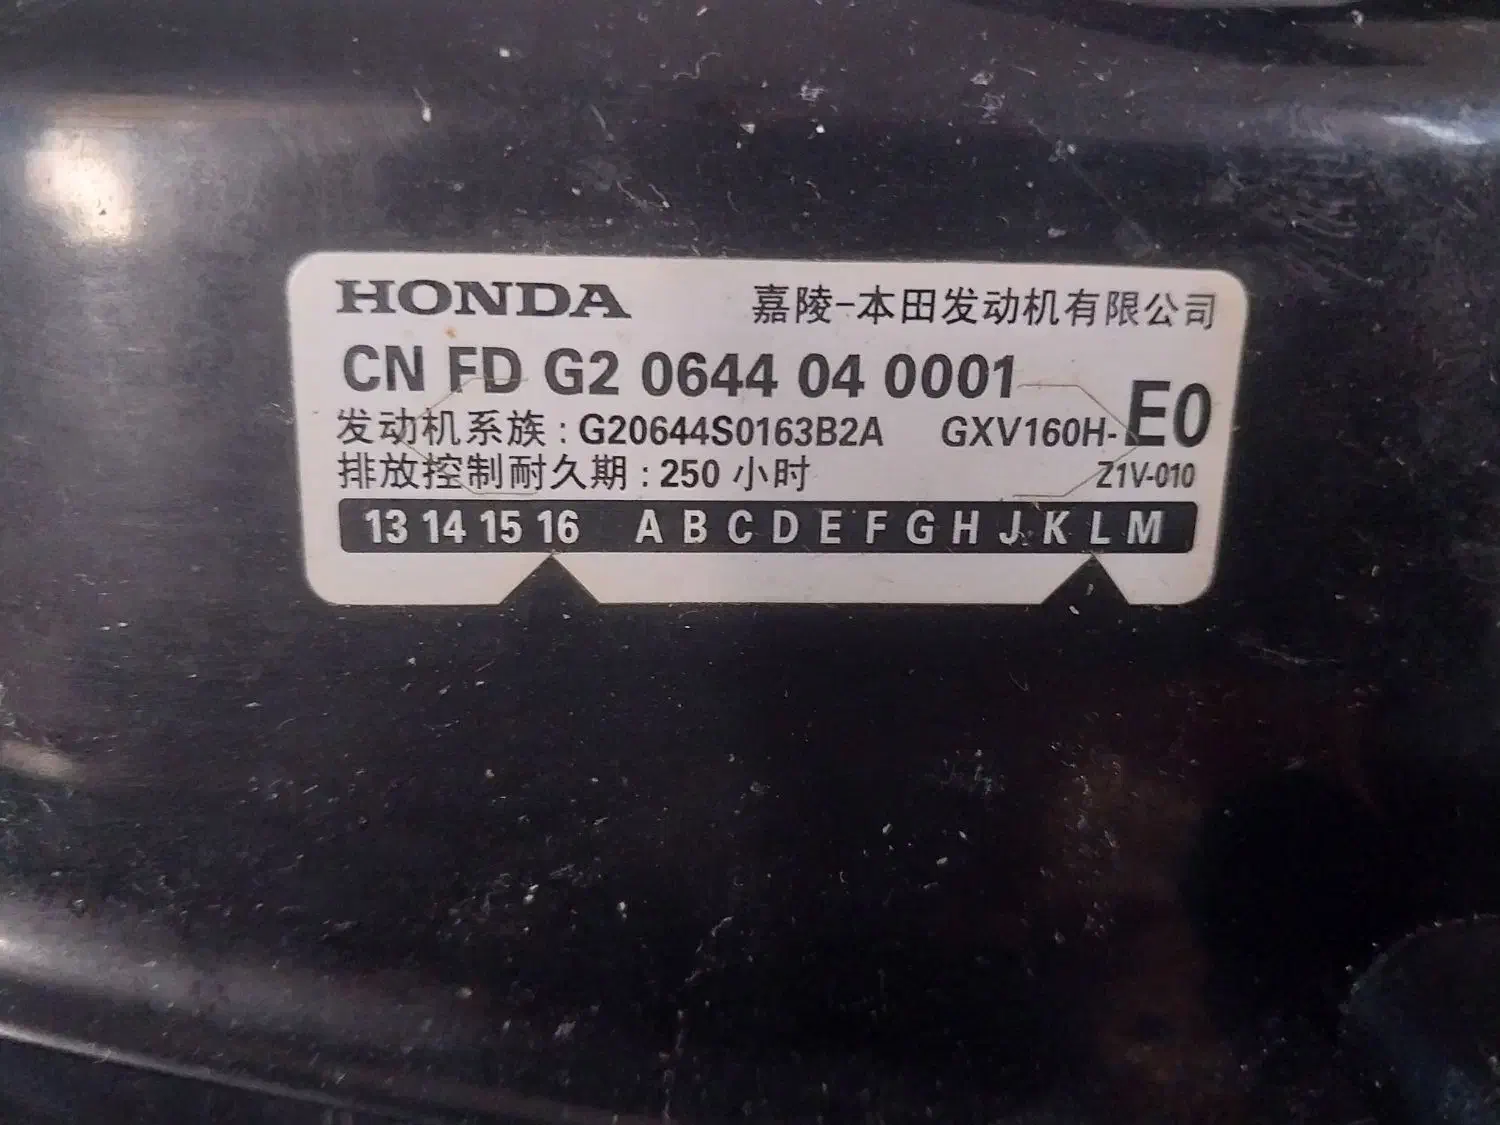 HONDA 嘉陵-本田发动机有限公司
CN FD G2 0644 04 0001
发动机系族：G20644S0163B2A GXV160H-E0
排放控制耐久期：250 小时 Z1V-010
13 14 15 16 A B C D E F G H J K L M